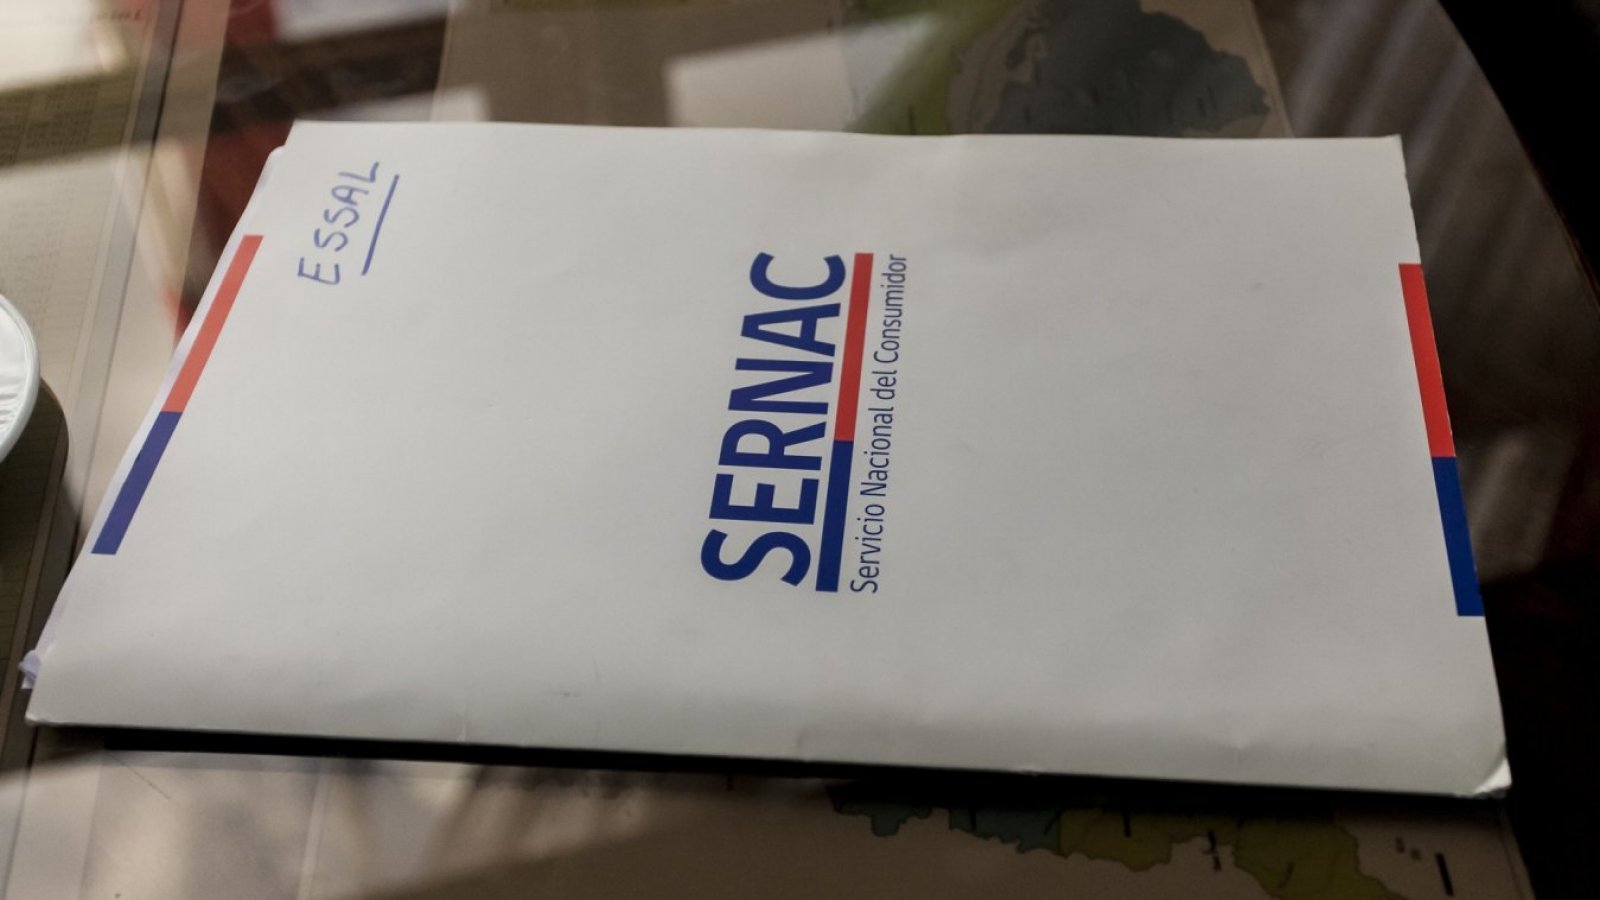 ESSAL
SERNAC
Servicio Nacional del Consumidor